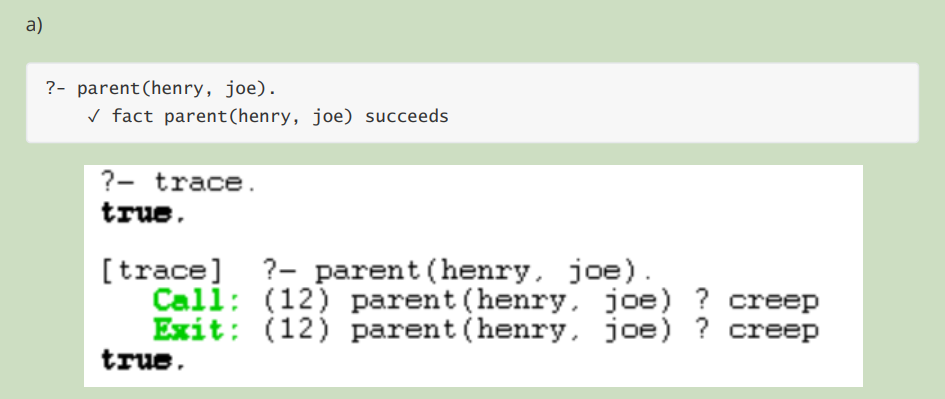 a)
?- parent(henry, joe).
✓ fact parent(henry, joe) succeeds
?- trace.
true.
[trace]  ?- parent(henry, joe).
Call: (12) parent(henry, joe) ? creep
Exit: (12) parent(henry, joe) ? creep
true.